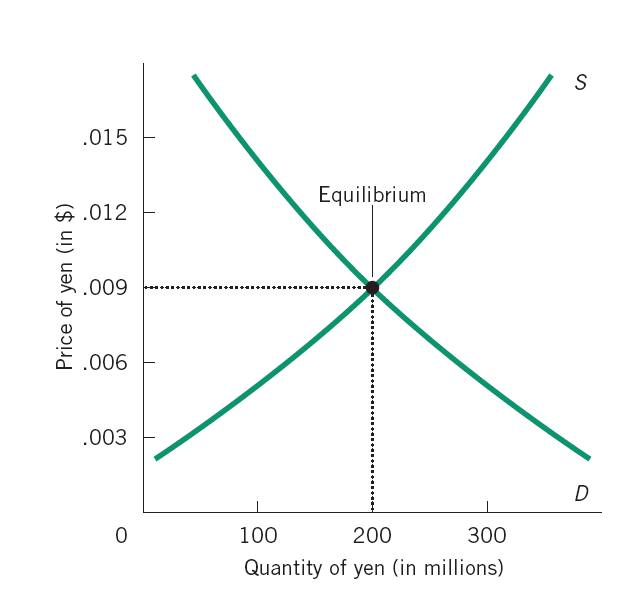 S
.015
Equilibrium
.012
Price of yen (in $)
.009
.006
.003
D
0
100
200
300
Quantity of yen (in millions)